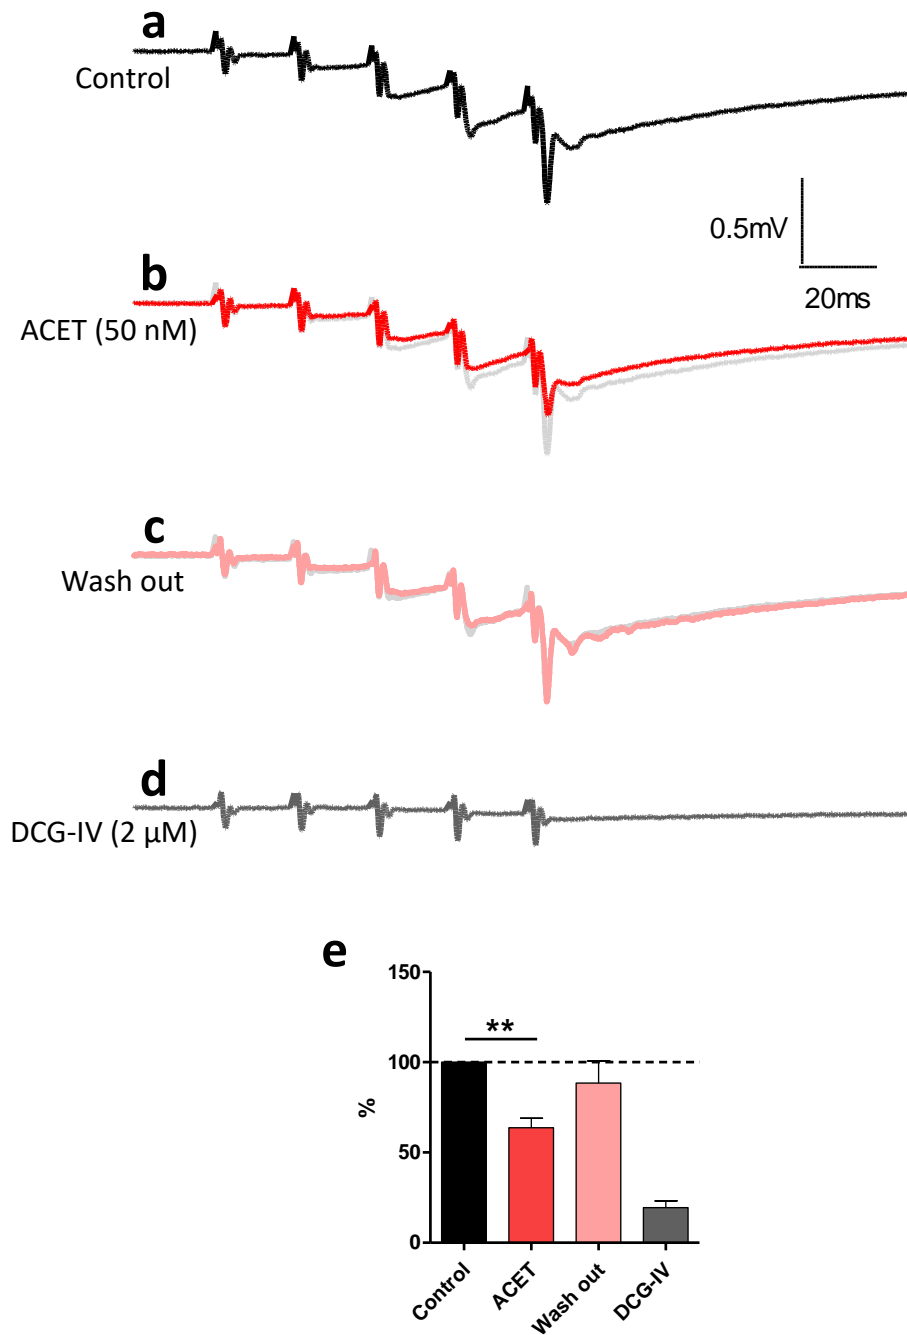 a
Control
0.5mV
20ms
b
ACET (50 nM)
c
Wash out
d
DCG-IV (2 µM)
e
150
**
100
%
50
0
Control
ACET
Wash out
DCG-IV